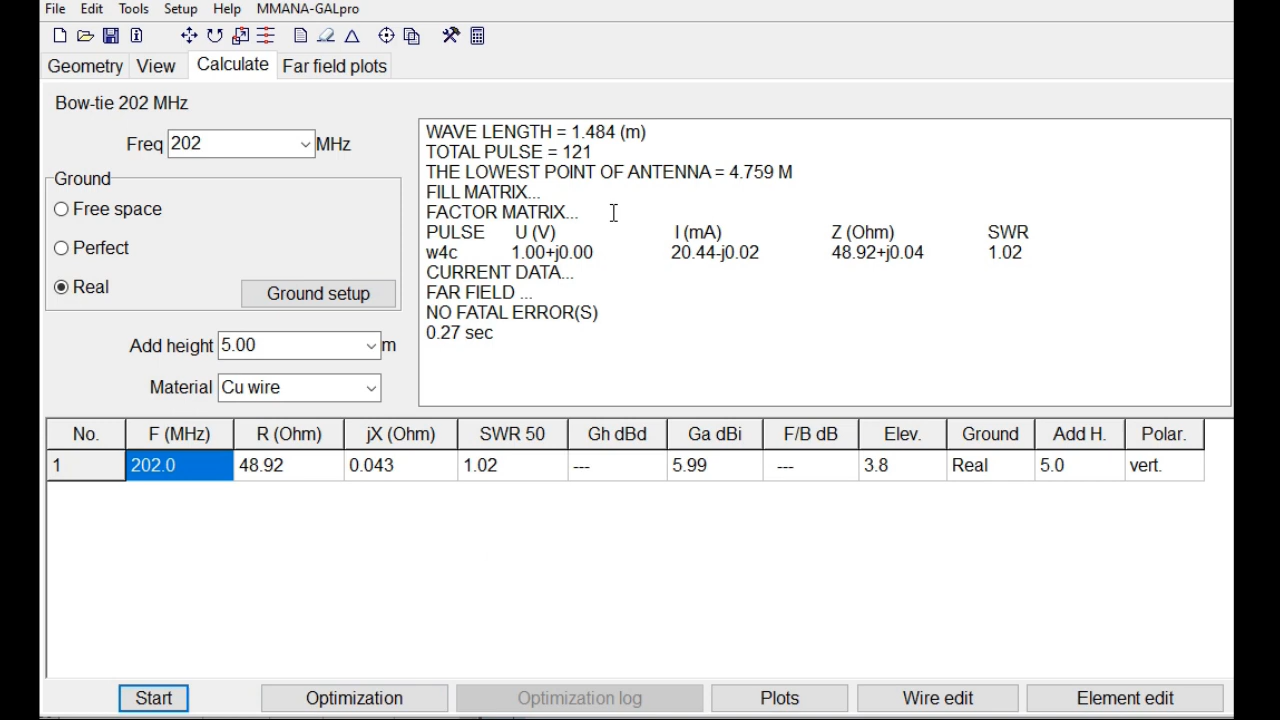 File Edit Tools Setup Help MMANA-GALpro
Geometry View Calculate Far field plots
Bow-tie 202 MHz
Freq 202 MHz
Ground
Free space
Perfect
Real
Ground setup
Add height 5.00 m
Material Cu wire
WAVE LENGTH = 1.484 (m)
TOTAL PULSE = 121
THE LOWEST POINT OF ANTENNA = 4.759 M
FILL MATRIX...
FACTOR MATRIX...
PULSE U (V) I (mA) Z (Ohm) SWR
w4c 1.00+j0.00 20.44-j0.02 48.92+j0.04 1.02
CURRENT DATA...
FAR FIELD ...
NO FATAL ERROR(S)
0.27 sec
No. F (MHz) R (Ohm) jX (Ohm) SWR 50 Gh dBd Ga dBi F/B dB Elev. Ground Add H. Polar.
1 202.0 48.92 0.043 1.02 --- 5.99 --- 3.8 Real 5.0 vert.
Start Optimization Optimization log Plots Wire edit Element edit